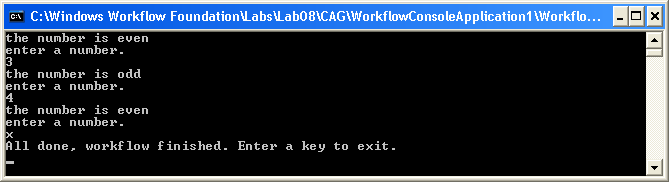 C:\Windows Workflow Foundation\Labs\Lab08\CAG\WorkflowConsoleApplication1\Workflo...
the number is even
enter a number.
3
the number is odd
enter a number.
4
the number is even
enter a number.
x
All done, workflow finished. Enter a key to exit.